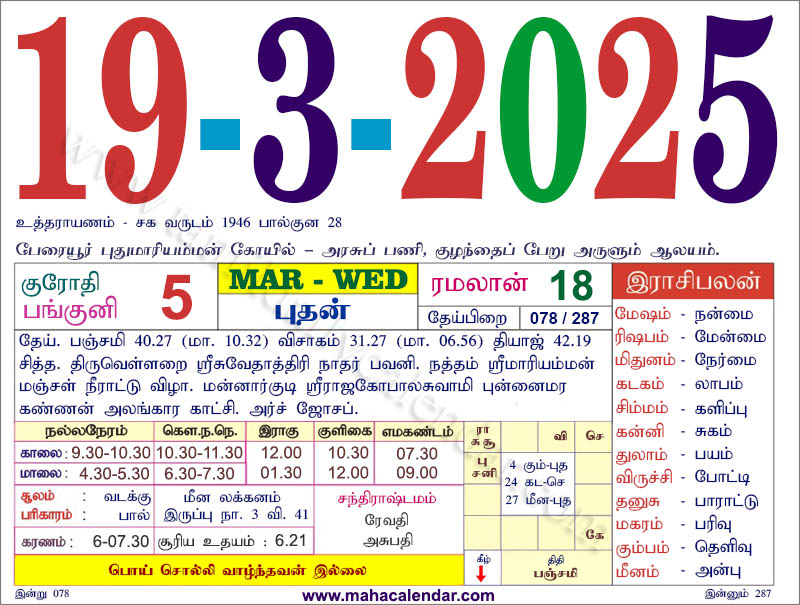 19-3-2025
உத்தராயணம் - சக வருடம் 1946 பால்குன 28
பேரையூர் புதுமாரியம்மன் கோயில் – அரசுப் பணி, குழந்தைப் பேறு அருளும் ஆலயம்.
குரோதி
பங்குனி 5
MAR - WED
புதன்
ரமலான் 18
தேய்பிறை 078 / 287
தேய். பஞ்சமி 40.27 (மா. 10.32) விசாகம் 31.27 (மா. 06.56) தியாஜ் 42.19
சித்த. திருவெள்ளறை ஸ்ரீசுவேதாத்திரி நாதர் பவனி. நத்தம் ஸ்ரீமாரியம்மன்
மஞ்சள் நீராட்டு விழா. மன்னார்குடி ஸ்ரீராஜகோபாலசுவாமி புன்னைமர
கண்ணன் அலங்கார காட்சி. அர்ச் ஜோசப்.
நல்லநேரம் கௌ.ந.நெ. இராகு குளிகை எமகண்டம்
காலை: 9.30-10.30 10.30-11.30 12.00 10.30 07.30
மாலை: 4.30-5.30 6.30-7.30 01.30 12.00 09.00
சூலம் : வடக்கு மீன லக்கனம்
பரிகாரம் : பால் இருப்பு நா. 3 வி. 41
சந்திராஷ்டமம்
ரேவதி
அசுபதி
கரணம் : 6-07.30 சூரிய உதயம் : 6.21
பொய் சொல்லி வாழ்ந்தவன் இல்லை
ரா
சுசூ
வி
செ
பு
சனி
4 கும்-புத
24 கட-செ
27 மீன-புத
கே
கீழ்
திதி
பஞ்சமி
இராசிபலன்
மேஷம் - நன்மை
ரிஷபம் - மேன்மை
மிதுனம் - நேர்மை
கடகம் - லாபம்
சிம்மம் - களிப்பு
கன்னி - சுகம்
துலாம் - பயம்
விருச்சி - போட்டி
தனுசு - பாராட்டு
மகரம் - பரிவு
கும்பம் - தெளிவு
மீனம் - அன்பு
இன்று 078
www.mahacalendar.com
இன்னும் 287